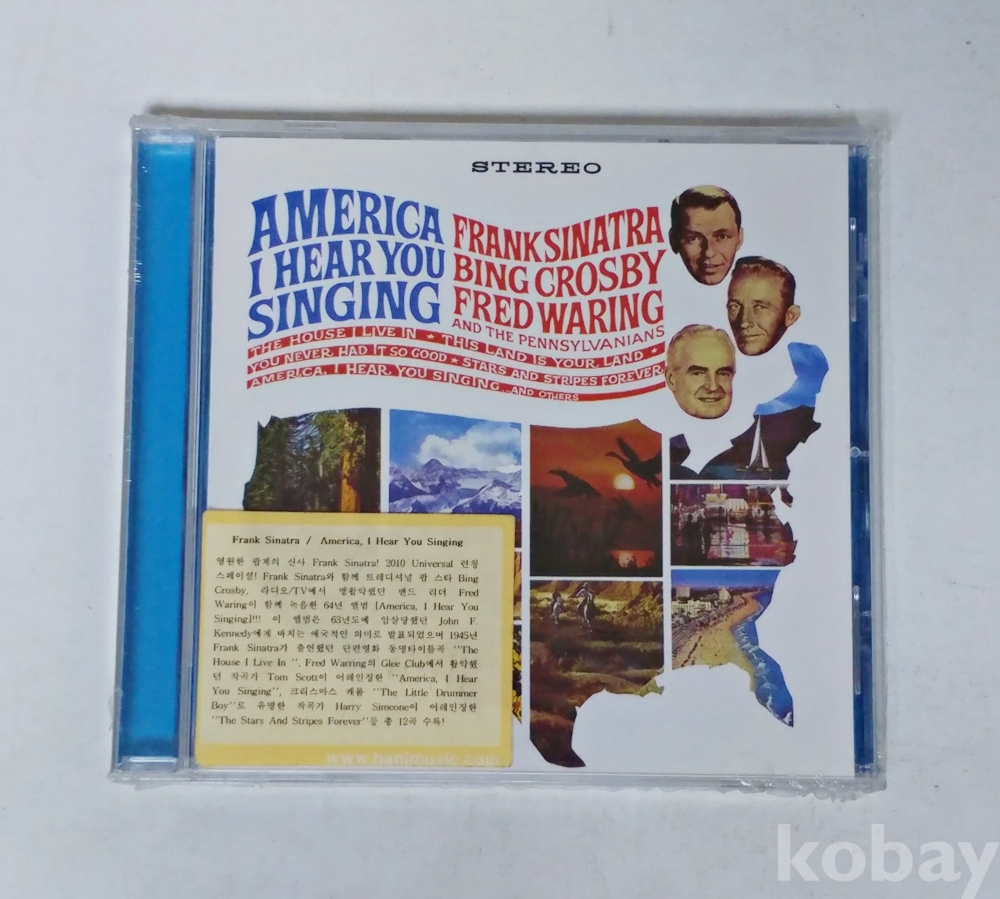 STEREO
AMERICA
I HEAR YOU
SINGING
FRANK SINATRA
BING CROSBY
FRED WARING
AND THE PENNSYLVANIANS
THE HOUSE I LIVE IN ★ THIS LAND IS YOUR LAND ★
YOU NEVER HAD IT SO GOOD ★ STARS AND STRIPES FOREVER
AMERICA, I HEAR YOU SINGING...AND OTHERS
Frank Sinatra / America, I Hear You Singing
영원한 팝계의 신사 Frank Sinatra! 2010 Universal 런칭
스페이셜! Frank Sinatra와 함께 트레디셔널 팝 스타 Bing
Crosby, 라디오/TV에서 맹활약했던 밴드 리더 Fred
Waring이 함께 녹음한 64년 앨범 [America, I Hear You
Singing]!!! 이 앨범은 63년도에 암살당했던 John F.
Kennedy에게 바치는 애국적인 의미로 발표되었으며 1945년
Frank Sinatra가 출연했던 단편영화 동명타이틀곡 "The
House I Live In ", Fred Warring의 Glee Club에서 활약했
던 작곡가 Tom Scott이 어레인징한 "America, I Hear
You Singing", 크리스마스 캐롤 "The Little Drummer
Boy"로 유명한 작곡가 Harry Simeone이 어레인징한
"The Stars And Stripes Forever"등 총 12곡 수록!
www.hanlmusic.com
kobay